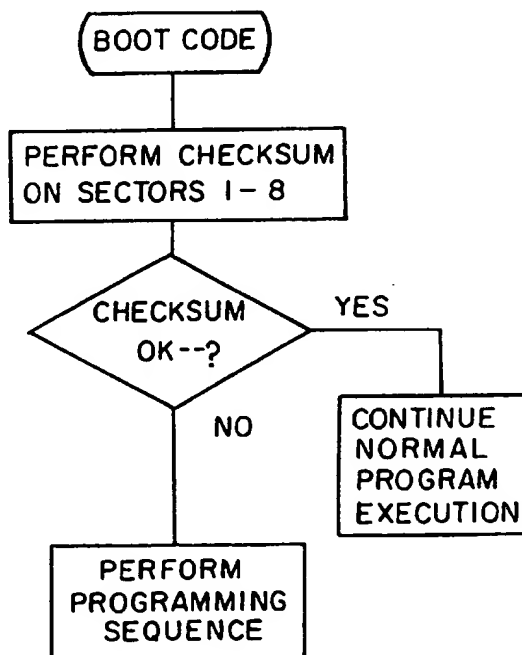 BOOT CODE
PERFORM CHECKSUM
ON SECTORS 1-8
CHECKSUM
OK--?
YES
NO
CONTINUE
NORMAL
PROGRAM
EXECUTION
PERFORM
PROGRAMMING
SEQUENCE